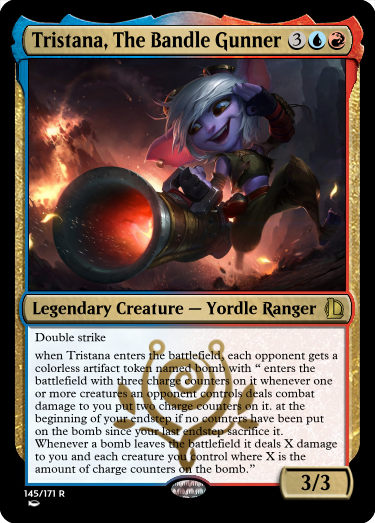 Tristana, The Bandle Gunner 3
Legendary Creature — Yordle Ranger
Double strike
when Tristana enters the battlefield, each opponent gets a
colorless artifact token named bomb with “ enters the
battlefield with three charge counters on it whenever one
or more creatures an opponent controls deals combat
damage to you put two charge counters on it. at the
beginning of your endstep if no counters have been put
on the bomb since your last endstep sacrifice it.
Whenever a bomb leaves the battlefield it deals X damage
to you and each creature you control where X is the
amount of charge counters on the bomb.”
3/3
145/171 R